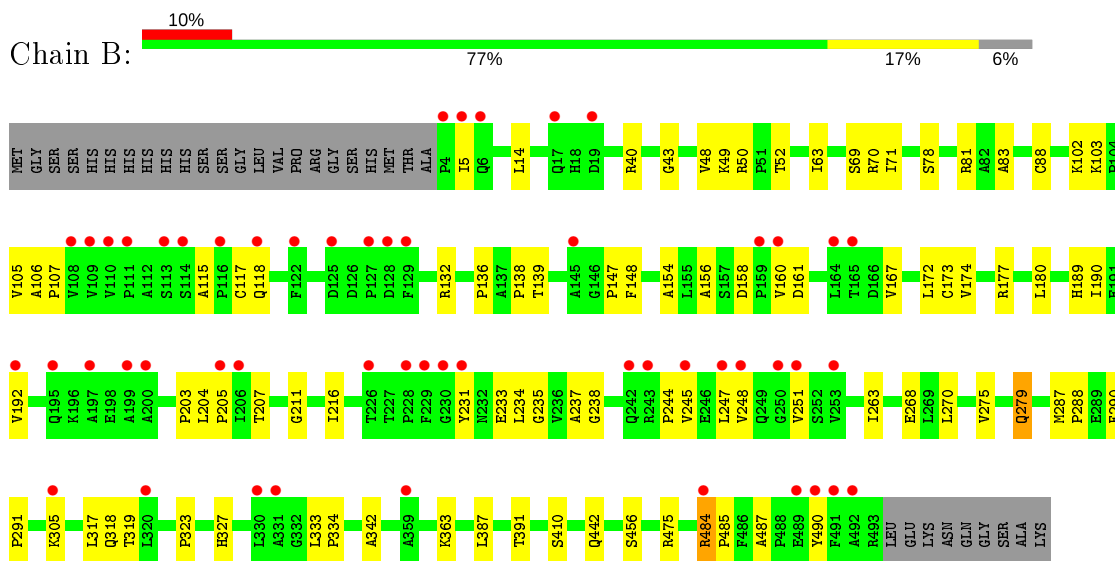 10%
Chain B:
77% 17% 6%
MET GLY SER SER HIS HIS HIS HIS HIS HIS SER SER GLY LEU VAL PRO ARG GLY SER HIS MET THR ALA P4 I5 Q6 L14 Q17 H18 D19 R40 G43 V48 K49 R50 P51 T52 I63 S69 R70 I71 S78 R81 A82 A83 C88 K102 K103
V105 A106 P107 V108 V109 V110 P111 A112 S113 S114 A115 P116 C117 Q118 F122 D125 D126 P127 D128 F129 R132 P136 A137 P138 T139 A145 G146 P147 F148 A154 L155 A156 S157 D158 P159 V160 D161 L164 T165 D166 V167 L172 C173 V174 R177 L180 H189 I190
V192 Q195 K196 A197 E198 A199 A200 P203 L204 P205 I206 T207 G211 I216 T226 T227 P228 F229 G230 Y231 N232 E233 L234 G235 V236 A237 G238 Q242 R243 P244 V245 E246 L247 V248 Q249 G250 V251 S252 V253 I263 E268 L269 L270 V275 Q279 M287 P288 E289
P291 K305 L317 Q318 T319 L320 P323 H327 L330 A331 G332 L333 P334 A342 A359 K363 L387 T391 S410 Q442 S456 R475 R484 P485 F486 A487 P488 E489 Y490 F491 A492 R493 LEU GLU LYS ASN GLN GLY SER ALA LYS